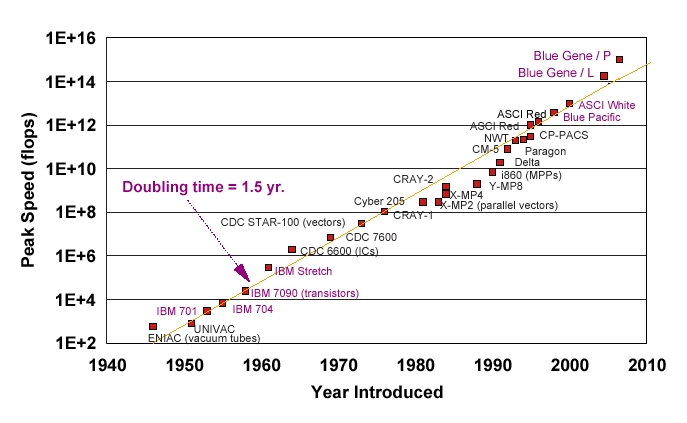 1E+16
1E+14
1E+12
1E+10
1E+8
1E+6
1E+4
1E+2
Peak Speed (flops)
Doubling time = 1.5 yr.
Blue Gene / P
Blue Gene / L
ASCI White
Blue Pacific
ASCI Red
ASCI Red
CP-PACS
NWT
Paragon
CM-5
Delta
i860 (MPPs)
CRAY-2
Y-MP8
X-MP4
Cyber 205
X-MP2 (parallel vectors)
CRAY-1
CDC STAR-100 (vectors)
CDC 7600
CDC 6600 (ICs)
IBM Stretch
IBM 7090 (transistors)
IBM 701
IBM 704
UNIVAC
ENIAC (vacuum tubes)
1940 1950 1960 1970 1980 1990 2000 2010
Year Introduced